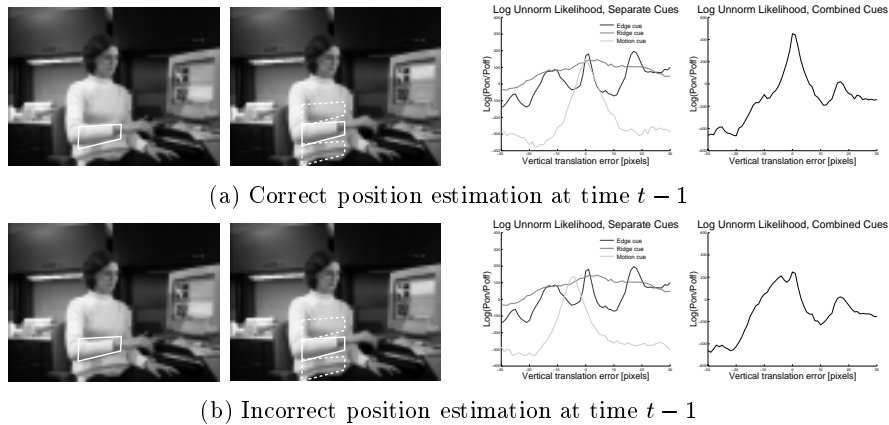 Log Unnorm Likelihood, Separate Cues
Log Unnorm Likelihood, Combined Cues
Edge cue
Ridge cue
Motion cue
Log(Pon/Poff)
Log(Pon/Poff)
Vertical translation error [pixels]
Vertical translation error [pixels]
(a) Correct position estimation at time t − 1
Log Unnorm Likelihood, Separate Cues
Log Unnorm Likelihood, Combined Cues
Edge cue
Ridge cue
Motion cue
Log(Pon/Poff)
Log(Pon/Poff)
Vertical translation error [pixels]
Vertical translation error [pixels]
(b) Incorrect position estimation at time t − 1